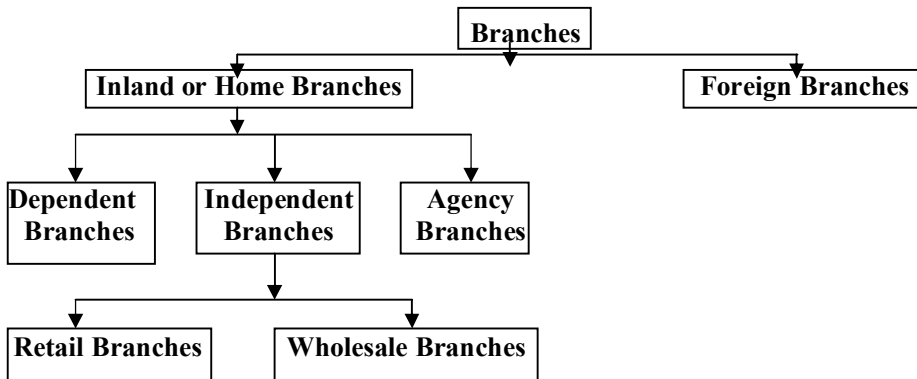 Branches
Inland or Home Branches
Foreign Branches
Dependent
Branches
Independent
Branches
Agency
Branches
Retail Branches
Wholesale Branches